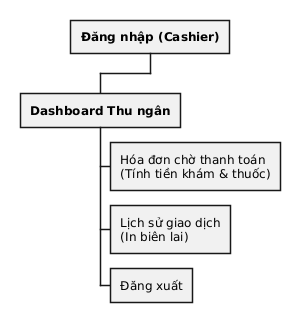 Đăng nhập (Cashier)
Dashboard Thu ngân
Hóa đơn chờ thanh toán
(Tính tiền khám & thuốc)
Lịch sử giao dịch
(In biên lai)
Đăng xuất